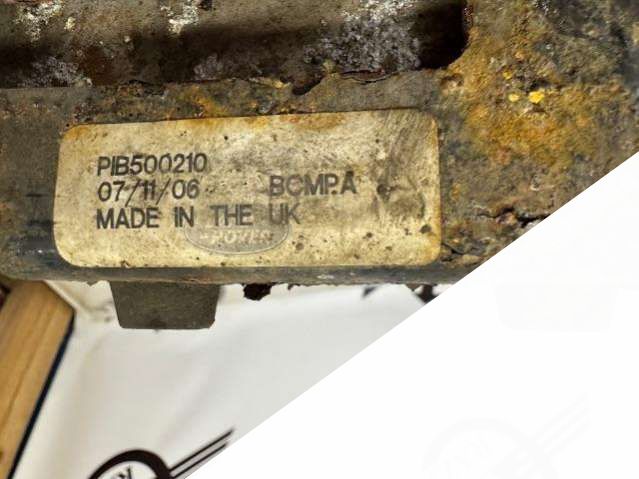 PIB500210
07/11/06 BCMP.A
MADE IN THE UK